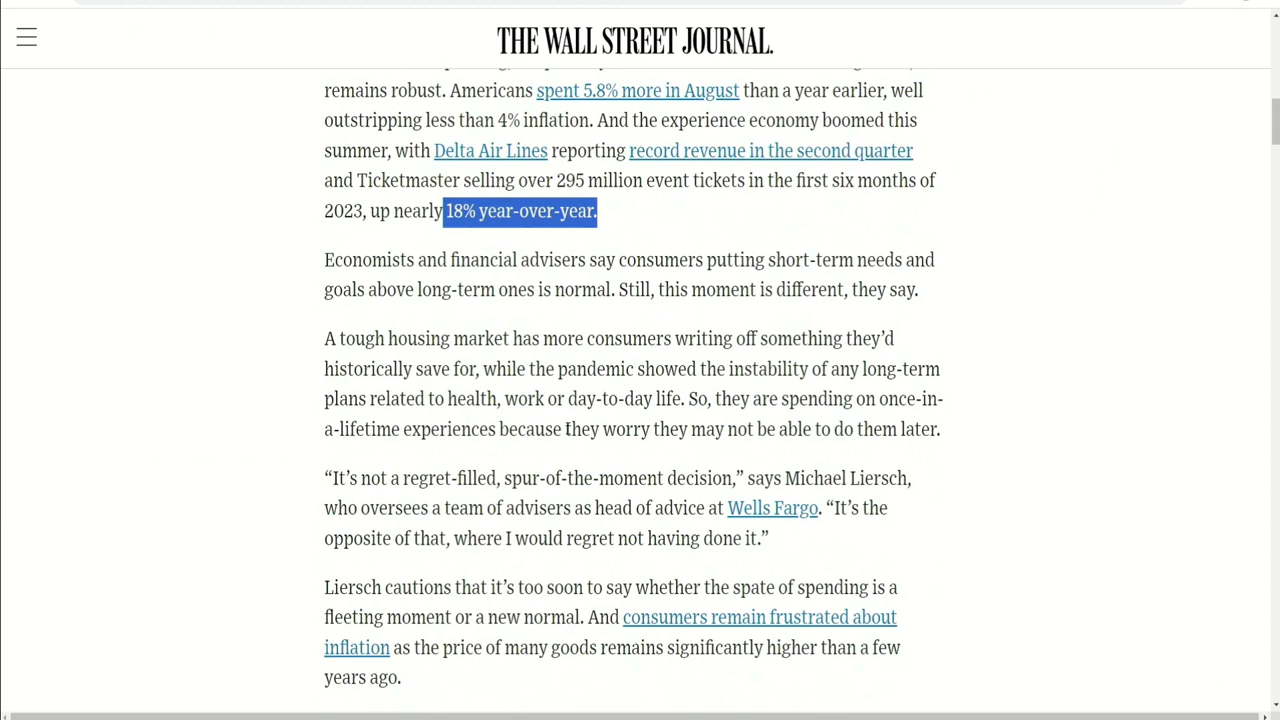 THE WALL STREET JOURNAL.
remains robust. Americans spent 5.8% more in August than a year earlier, well
outstripping less than 4% inflation. And the experience economy boomed this
summer, with Delta Air Lines reporting record revenue in the second quarter
and Ticketmaster selling over 295 million event tickets in the first six months of
2023, up nearly 18% year-over-year.
Economists and financial advisers say consumers putting short-term needs and
goals above long-term ones is normal. Still, this moment is different, they say.
A tough housing market has more consumers writing off something they’d
historically save for, while the pandemic showed the instability of any long-term
plans related to health, work or day-to-day life. So, they are spending on once-in-
a-lifetime experiences because they worry they may not be able to do them later.
“It’s not a regret-filled, spur-of-the-moment decision,” says Michael Liersch,
who oversees a team of advisers as head of advice at Wells Fargo. “It’s the
opposite of that, where I would regret not having done it.”
Liersch cautions that it’s too soon to say whether the spate of spending is a
fleeting moment or a new normal. And consumers remain frustrated about
inflation as the price of many goods remains significantly higher than a few
years ago.